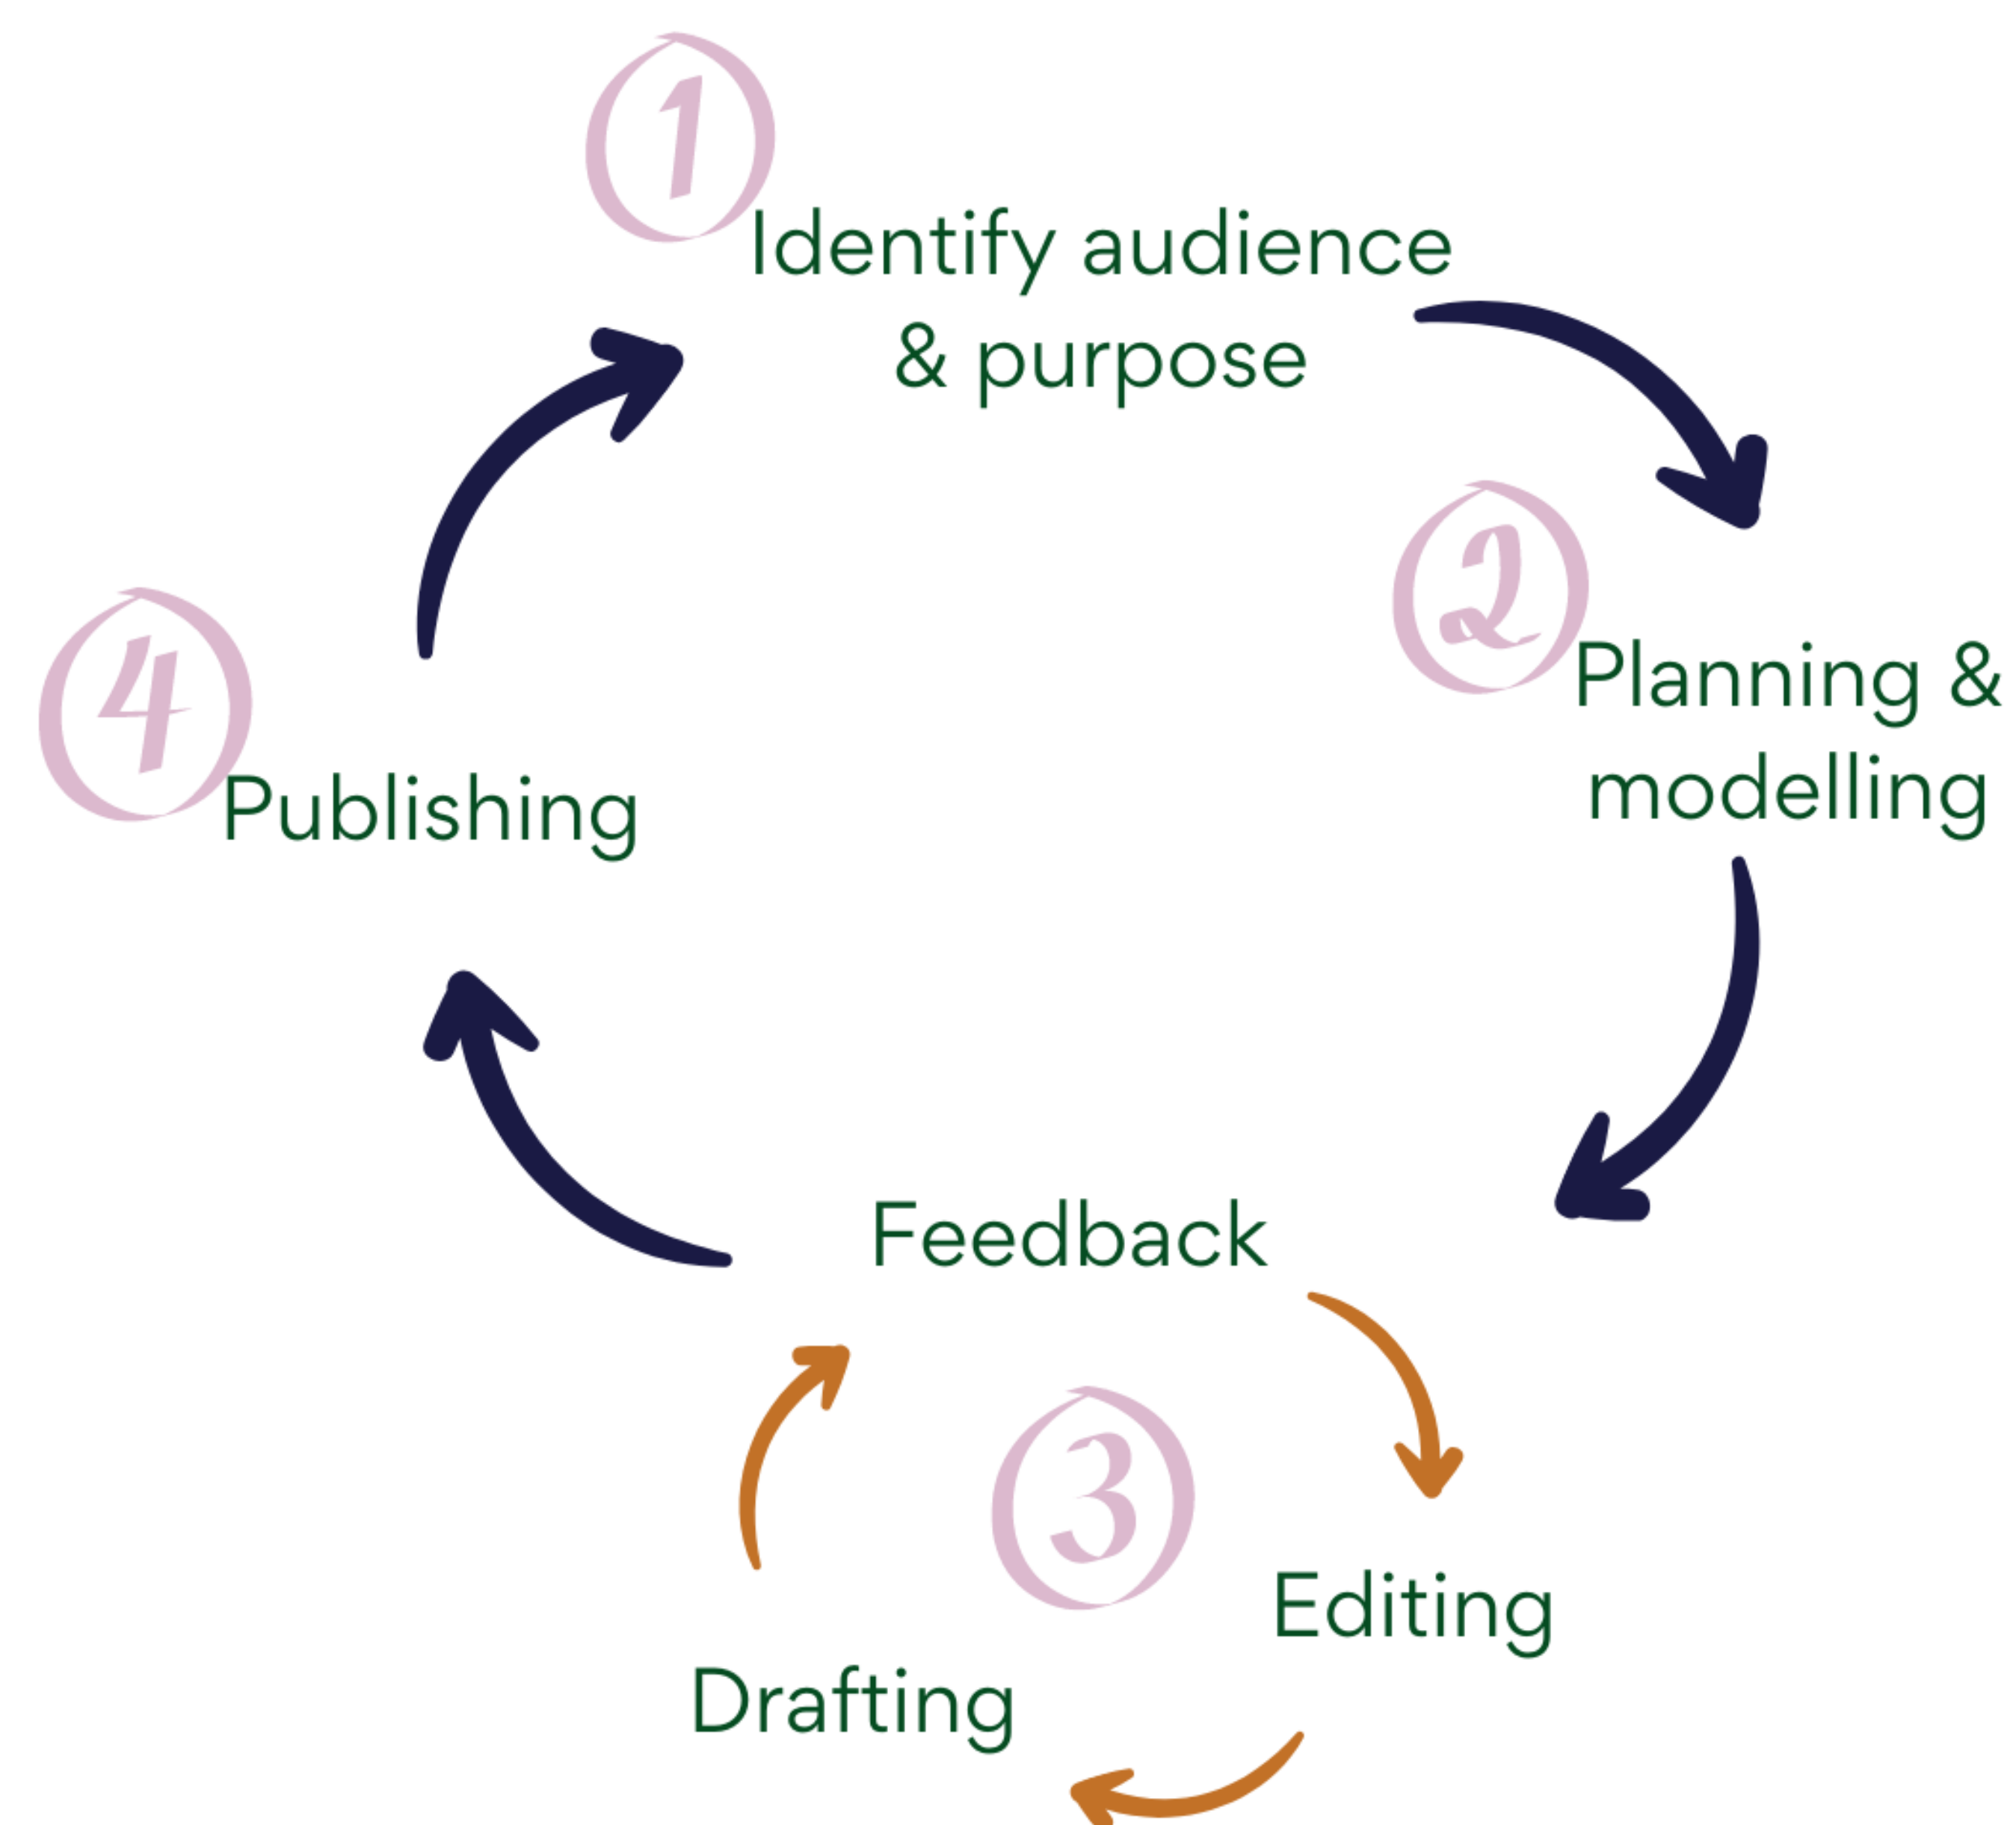 1
Identify audience
& purpose
2
Planning &
modelling
4
Publishing
Feedback
3
Editing
Drafting